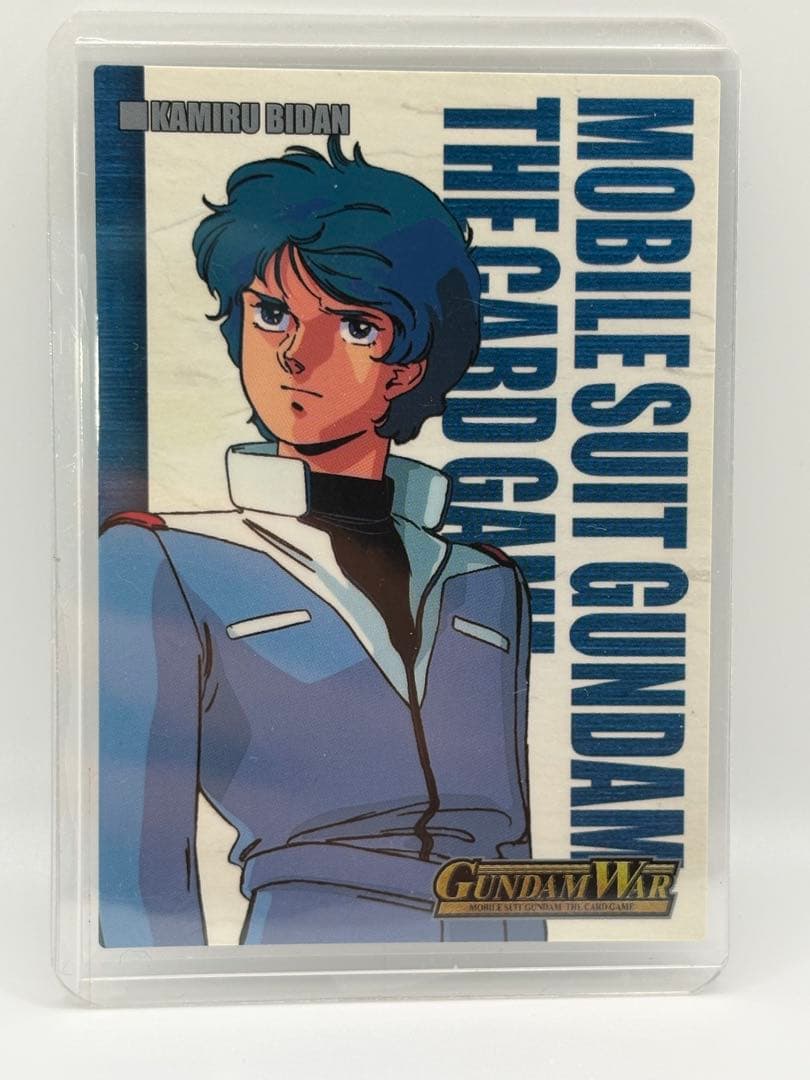 KAMIRU BIDAN
MOBILE SUIT GUNDAM
THE CARD GAME
GUNDAM WAR
MOBILE SUIT GUNDAM THE CARD GAME